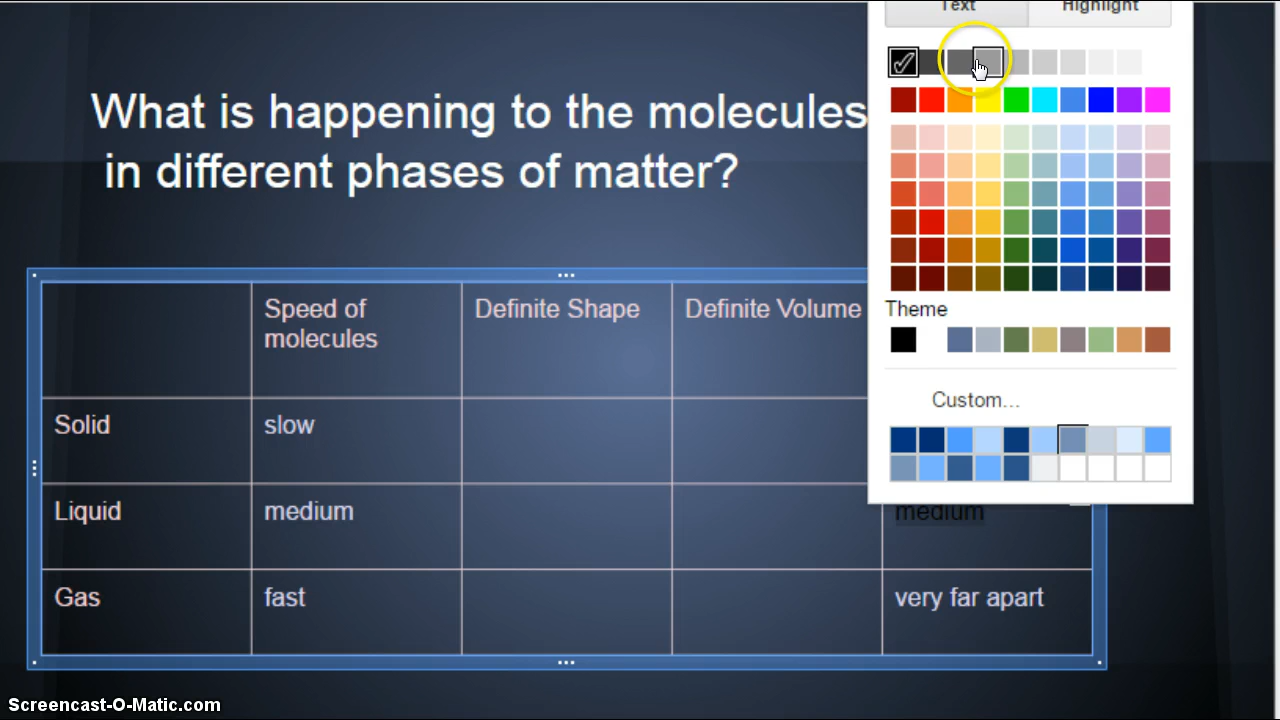 Text Highlight
What is happening to the molecules
in different phases of matter?
Speed of
molecules
Definite Shape
Definite Volume
Theme
Custom...
Solid
slow
Liquid
medium
medium
Gas
fast
very far apart
Screencast-O-Matic.com